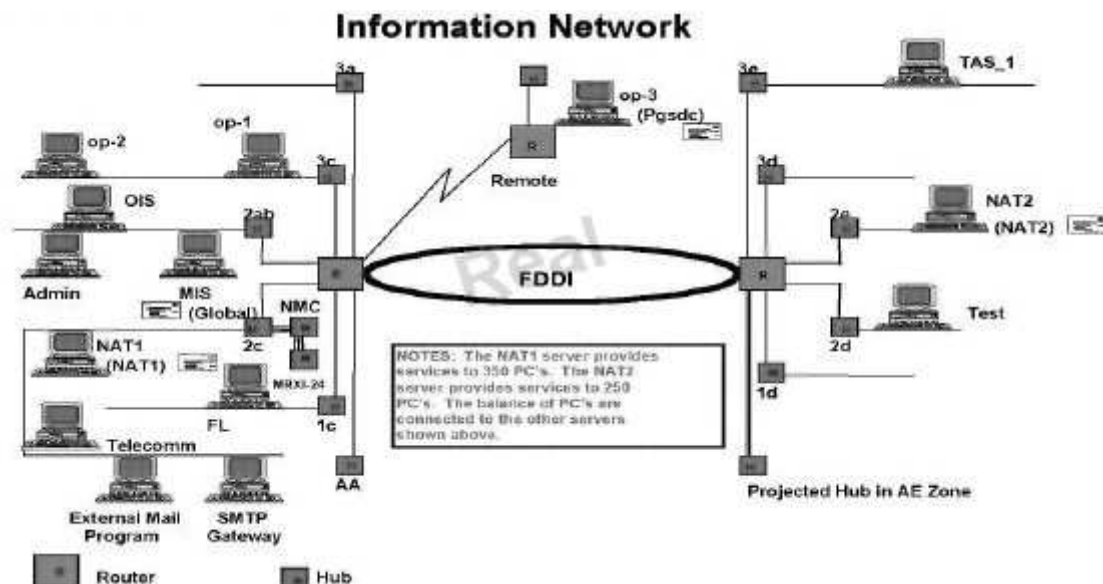 Information Network
3a
op-3
(Pgsdc)
3e
TAS_1
op-2
op-1
3c
R
Remote
3d
OIS
2ab
2e
NAT2
(NAT2)
Admin
MIS
(Global)
Real
FDDI
R
NMC
2c
Test
2d
NAT1
(NAT1)
MRXI-24
NOTES: The NAT1 server provides
services to 350 PC's. The NAT2
server provides services to 250
PC's. The balance of PC's are
connected to the other servers
shown above.
1d
FL
1c
Telecomm
AA
Projected Hub in AE Zone
External Mail
Program
SMTP
Gateway
Router
Hub